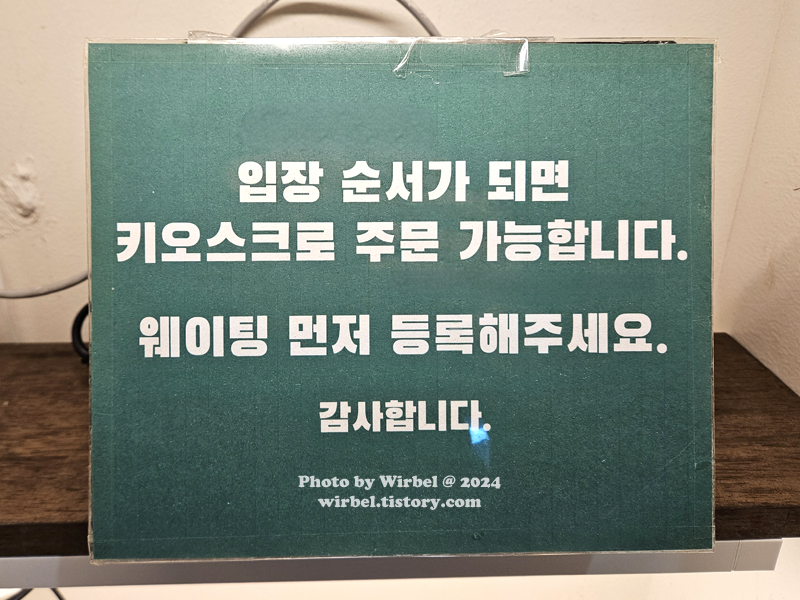 입장 순서가 되면
키오스크로 주문 가능합니다.
웨이팅 먼저 등록해주세요.
감사합니다.
Photo by Wirbel @ 2024
wirbel.tistory.com